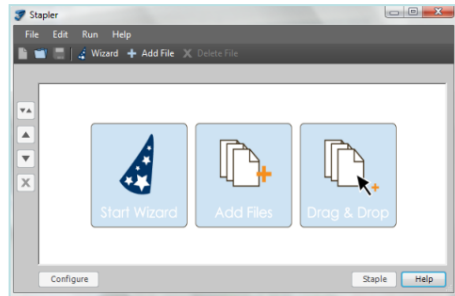 Stapler
File Edit Run Help
Wizard Add File Delete File
Start Wizard Add Files Drag & Drop
Configure Staple Help